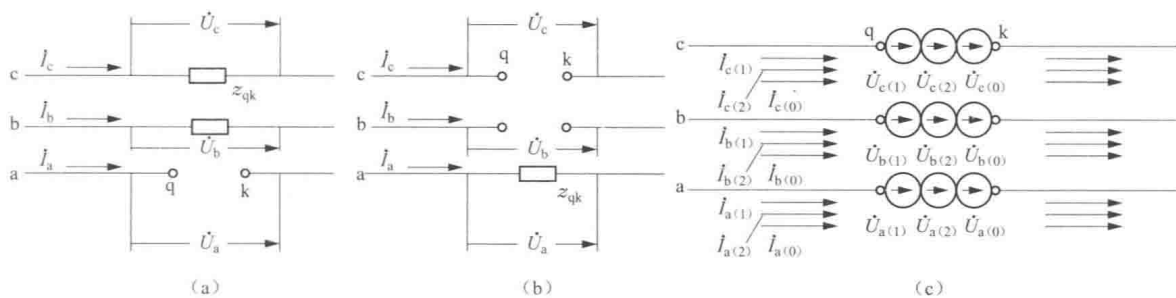 U̇c
İc
c
zqk
İb
b
U̇b
İa
a
q
k
U̇a
(a)
U̇c
İc
q
k
c
İb
b
U̇b
İa
a
zqk
U̇a
(b)
c
q
k
İc(1)
U̇c(1) U̇c(2) U̇c(0)
İc(2) İc(0)
b
İb(1)
U̇b(1) U̇b(2) U̇b(0)
İb(2) İb(0)
a
İa(1)
U̇a(1) U̇a(2) U̇a(0)
İa(2) İa(0)
(c)